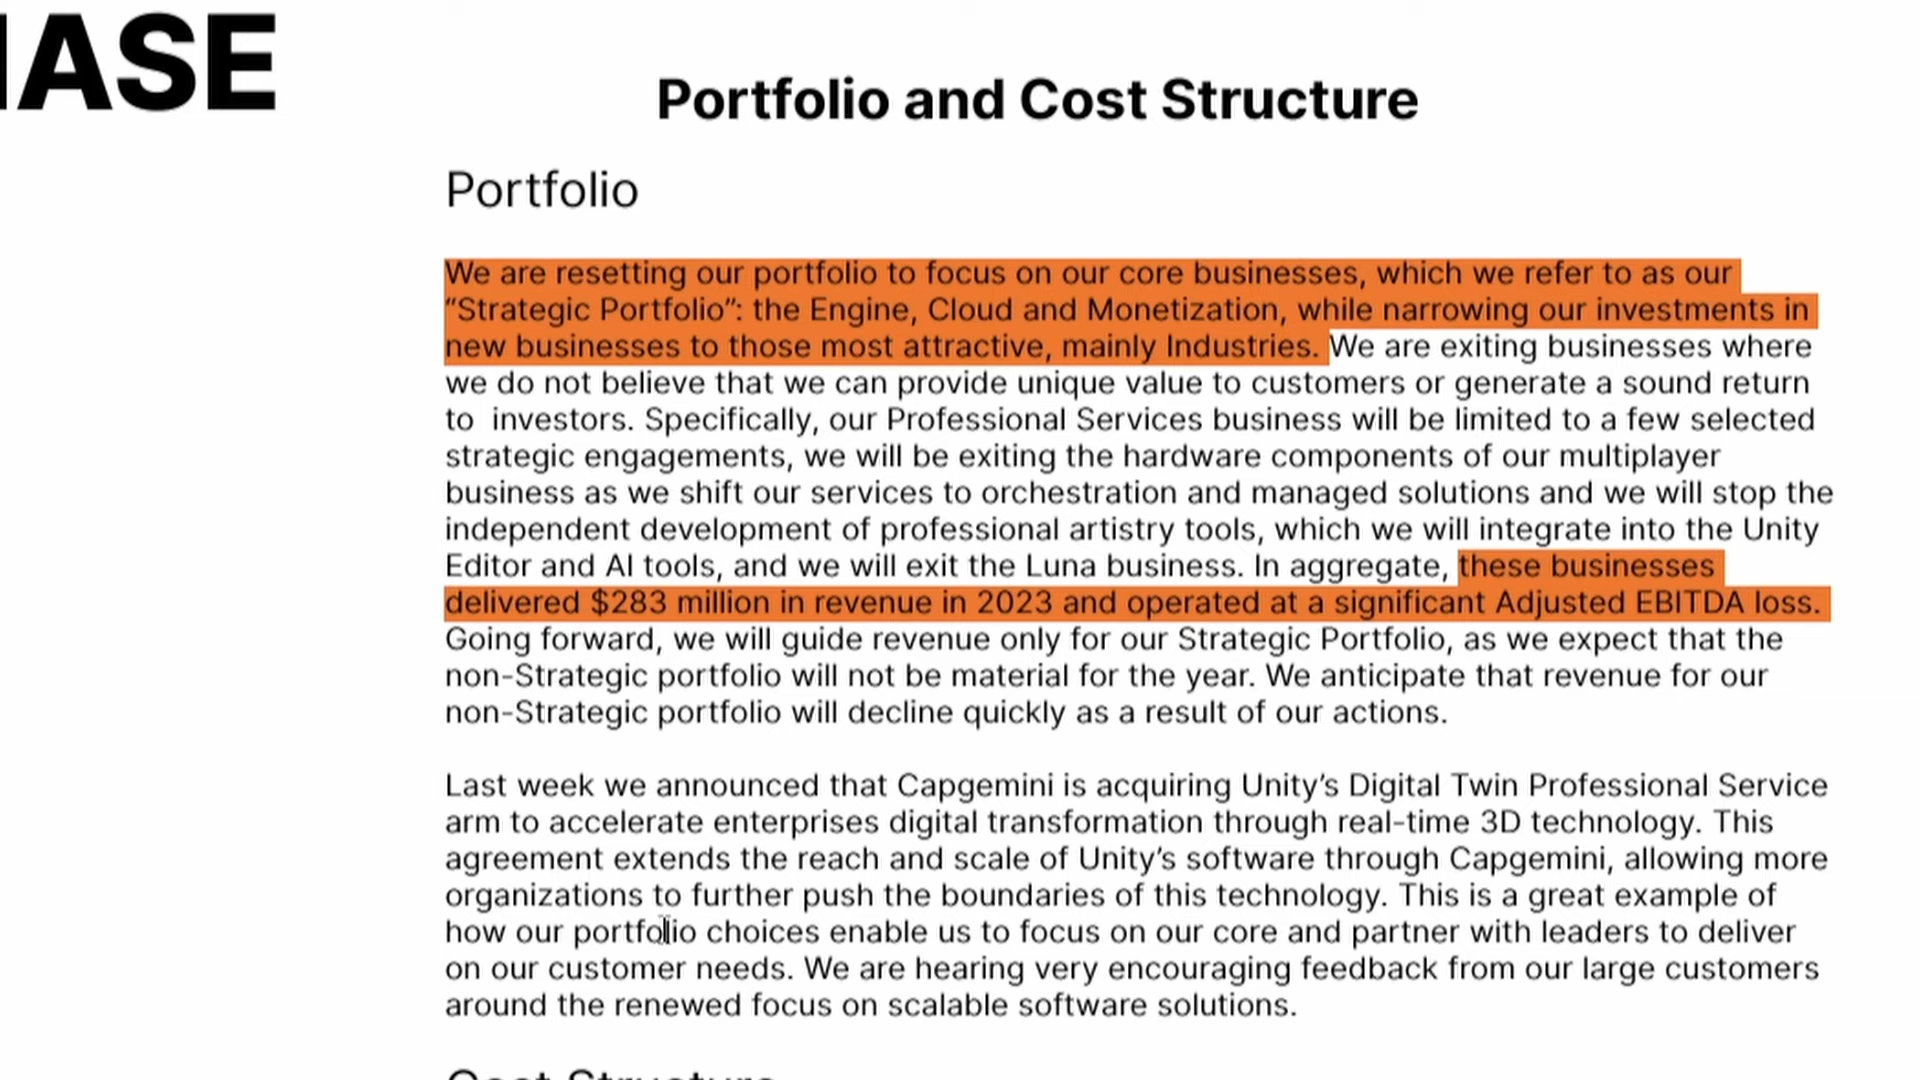 ASE
Portfolio and Cost Structure
Portfolio
We are resetting our portfolio to focus on our core businesses, which we refer to as our
“Strategic Portfolio”: the Engine, Cloud and Monetization, while narrowing our investments in
new businesses to those most attractive, mainly Industries. We are exiting businesses where
we do not believe that we can provide unique value to customers or generate a sound return
to  investors. Specifically, our Professional Services business will be limited to a few selected
strategic engagements, we will be exiting the hardware components of our multiplayer
business as we shift our services to orchestration and managed solutions and we will stop the
independent development of professional artistry tools, which we will integrate into the Unity
Editor and AI tools, and we will exit the Luna business. In aggregate, these businesses
delivered $283 million in revenue in 2023 and operated at a significant Adjusted EBITDA loss.
Going forward, we will guide revenue only for our Strategic Portfolio, as we expect that the
non-Strategic portfolio will not be material for the year. We anticipate that revenue for our
non-Strategic portfolio will decline quickly as a result of our actions.
Last week we announced that Capgemini is acquiring Unity’s Digital Twin Professional Service
arm to accelerate enterprises digital transformation through real-time 3D technology. This
agreement extends the reach and scale of Unity’s software through Capgemini, allowing more
organizations to further push the boundaries of this technology. This is a great example of
how our portfolio choices enable us to focus on our core and partner with leaders to deliver
on our customer needs. We are hearing very encouraging feedback from our large customers
around the renewed focus on scalable software solutions.
Cost Structure